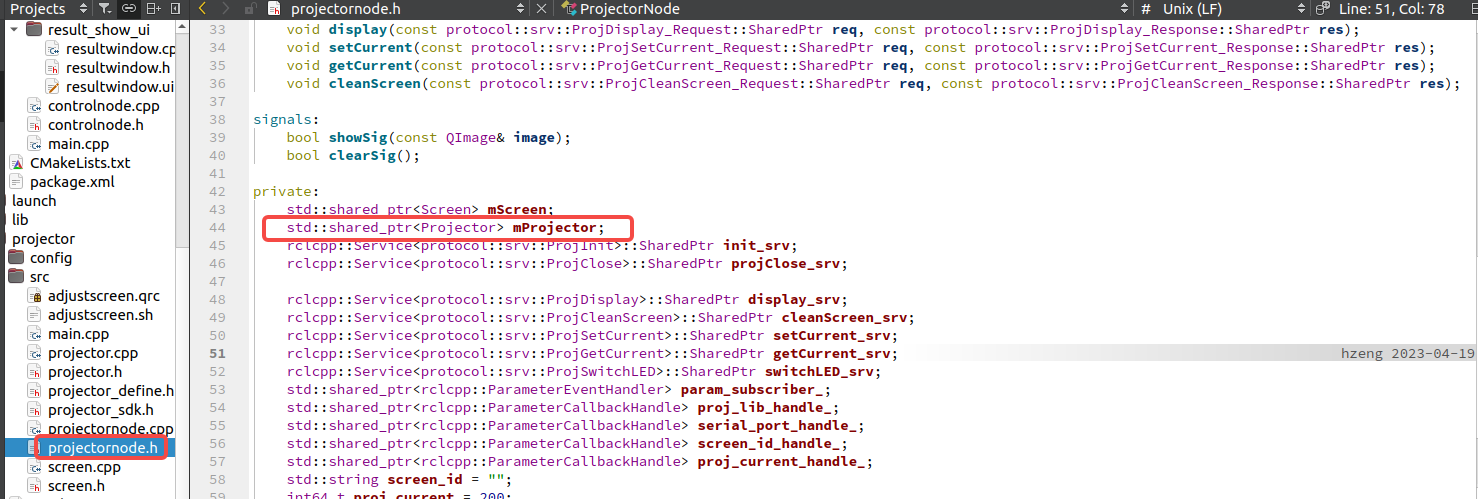 Projects
projectornode.h
ProjectorNode
#
Unix (LF)
Line: 51, Col: 78
result_show_ui
resultwindow.cp
resultwindow.h
resultwindow.ui
controlnode.cpp
controlnode.h
main.cpp
CMakeLists.txt
package.xml
launch
lib
projector
config
src
adjustscreen.qrc
adjustscreen.sh
main.cpp
projector.cpp
projector.h
projector_define.h
projector_sdk.h
projectornode.cpp
projectornode.h
screen.cpp
screen.h
33 void display(const protocol::srv::ProjDisplay_Request::SharedPtr req, const protocol::srv::ProjDisplay_Response::SharedPtr res);
34 void setCurrent(const protocol::srv::ProjSetCurrent_Request::SharedPtr req, const protocol::srv::ProjSetCurrent_Response::SharedPtr res);
35 void getCurrent(const protocol::srv::ProjGetCurrent_Request::SharedPtr req, const protocol::srv::ProjGetCurrent_Response::SharedPtr res);
36 void cleanScreen(const protocol::srv::ProjCleanScreen_Request::SharedPtr req, const protocol::srv::ProjCleanScreen_Response::SharedPtr res);
37
38 signals:
39 bool showSig(const QImage& image);
40 bool clearSig();
41
42 private:
43 std::shared_ptr<Screen> mScreen;
44 std::shared_ptr<Projector> mProjector;
45 rclcpp::Service<protocol::srv::ProjInit>::SharedPtr init_srv;
46 rclcpp::Service<protocol::srv::ProjClose>::SharedPtr projClose_srv;
47
48 rclcpp::Service<protocol::srv::ProjDisplay>::SharedPtr display_srv;
49 rclcpp::Service<protocol::srv::ProjCleanScreen>::SharedPtr cleanScreen_srv;
50 rclcpp::Service<protocol::srv::ProjSetCurrent>::SharedPtr setCurrent_srv;
51 rclcpp::Service<protocol::srv::ProjGetCurrent>::SharedPtr getCurrent_srv; hzeng 2023-04-19
52 rclcpp::Service<protocol::srv::ProjSwitchLED>::SharedPtr switchLED_srv;
53 std::shared_ptr<rclcpp::ParameterEventHandler> param_subscriber_;
54 std::shared_ptr<rclcpp::ParameterCallbackHandle> proj_lib_handle_;
55 std::shared_ptr<rclcpp::ParameterCallbackHandle> serial_port_handle_;
56 std::shared_ptr<rclcpp::ParameterCallbackHandle> screen_id_handle_;
57 std::shared_ptr<rclcpp::ParameterCallbackHandle> proj_current_handle_;
58 std::string screen_id = "";
59 int64_t proj_current = 200;